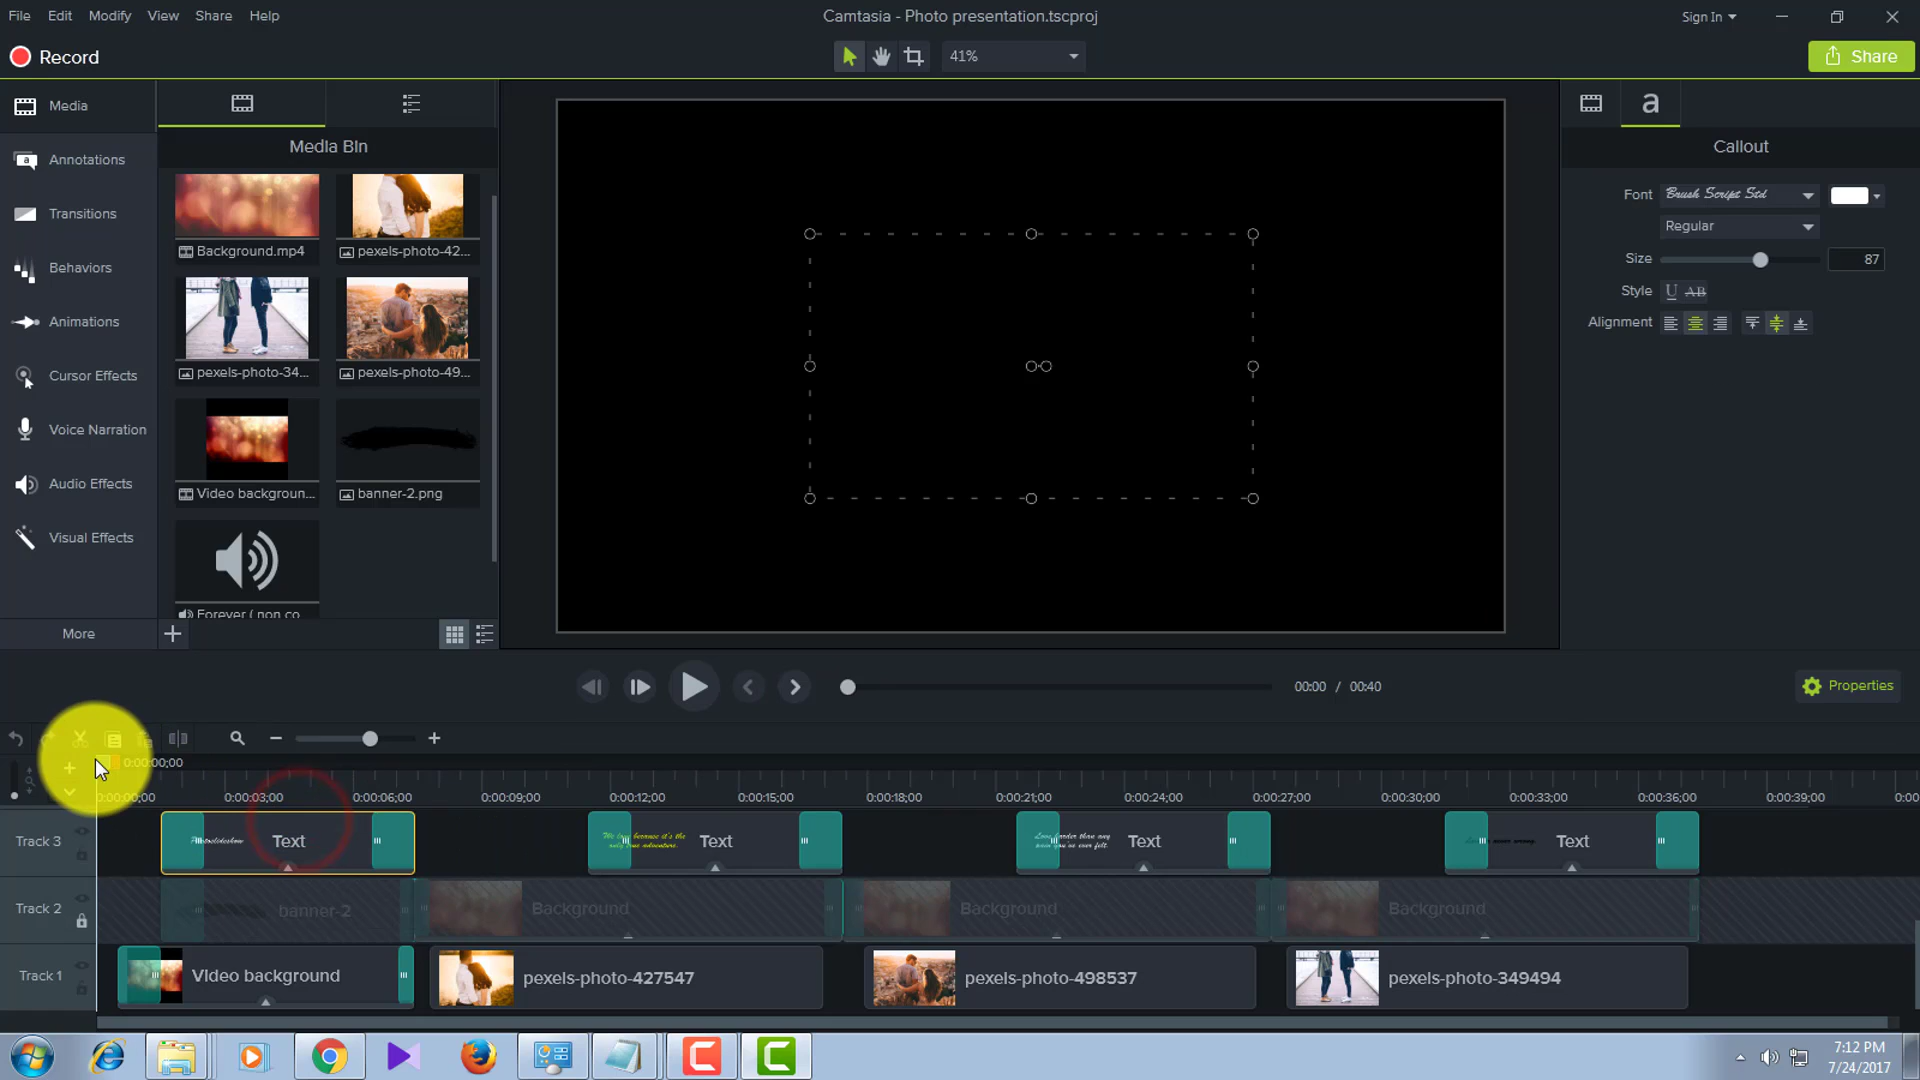 File Edit Modify View Share Help
Camtasia - Photo presentation.tscproj
Sign In
Record
41%
Share
Media
Annotations
Transitions
Behaviors
Animations
Cursor Effects
Voice Narration
Audio Effects
Visual Effects
More
Media Bin
Background.mp4
pexels-photo-42...
pexels-photo-34...
pexels-photo-49...
Video backgroun...
banner-2.png
Forever ( non co
a
Callout
Font Brush Script Std
Regular
Size 87
Style U AB
Alignment
00:00 / 00:40
Properties
0:00:00;00
0:00:00;00 0:00:03;00 0:00:06;00 0:00:09;00 0:00:12;00 0:00:15;00 0:00:18;00 0:00:21;00 0:00:24;00 0:00:27;00 0:00:30;00 0:00:33;00 0:00:36;00 0:00:39;00 0:00
Track 3
Text
Text
Text
Text
Track 2
banner-2
Background
Background
Background
Track 1
Video background
pexels-photo-427547
pexels-photo-498537
pexels-photo-349494
7:12 PM
7/24/2017